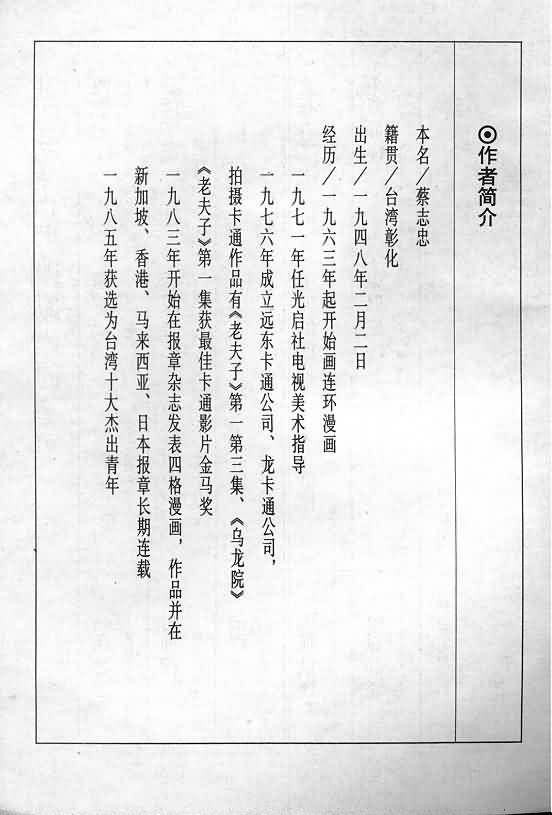 ⊙作者简介
本名／蔡志忠
籍贯／台湾彰化
出生／一九四八年二月二日
经历／一九六三年起开始画连环漫画
一九七一年任光启社电视美术指导
一九七六年成立远东卡通公司、龙卡通公司，
拍摄卡通作品有《老夫子》第一第三集、《乌龙院》
《老夫子》第一集获最佳卡通影片金马奖
一九八三年开始在报章杂志发表四格漫画，作品并在
新加坡、香港、马来西亚、日本报章长期连载
一九八五年获选为台湾十大杰出青年